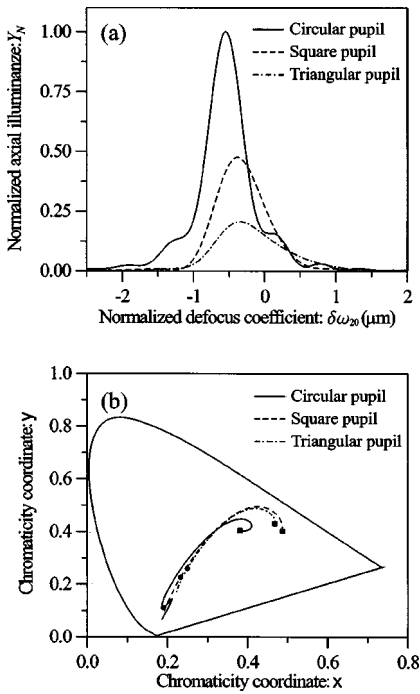 (a)
Circular pupil
Square pupil
Triangular pupil
Normalized axial illuminanze: Y_N
1.00
0.75
0.50
0.25
0.00
-2 -1 0 1 2
Normalized defocus coefficient: δω₂₀ (μm)
(b)
Circular pupil
Square pupil
Triangular pupil
Chromaticity coordinate: y
1.0
0.8
0.6
0.4
0.2
0.0
0.0 0.2 0.4 0.6 0.8
Chromaticity coordinate: x